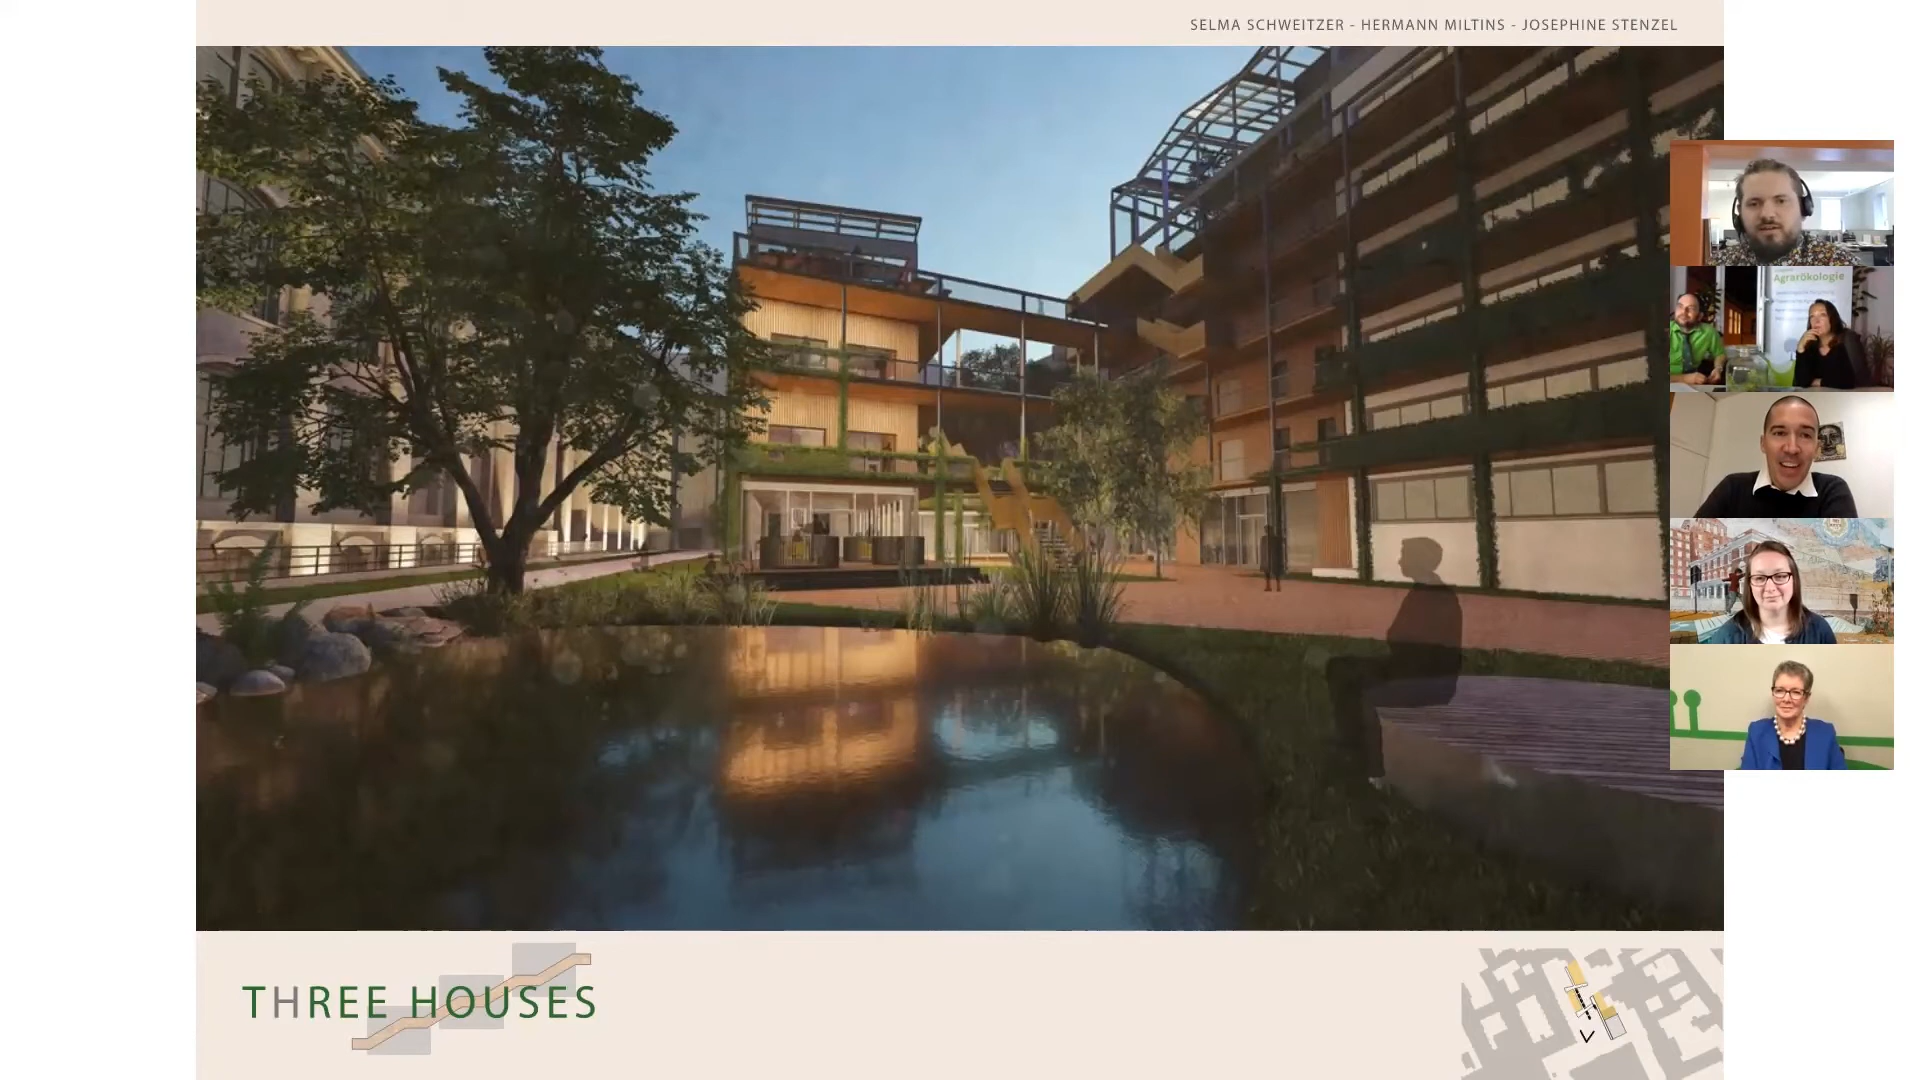 SELMA SCHWEITZER - HERMANN MILTINS - JOSEPHINE STENZEL
Agrarökologie
THREE HOUSES